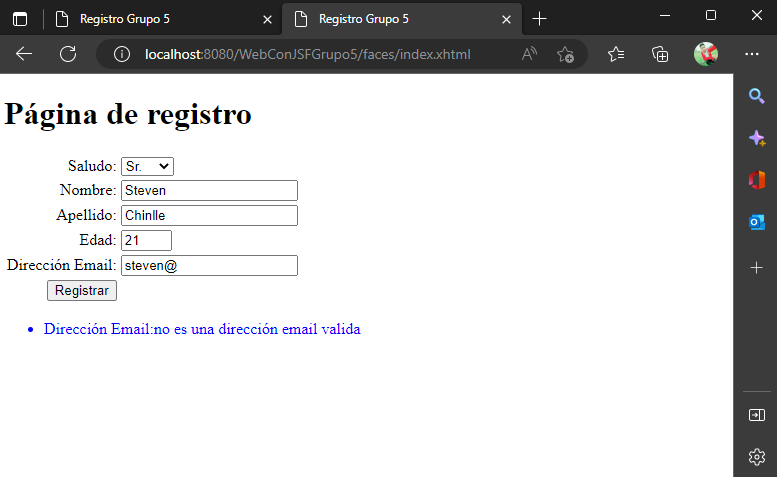 Registro Grupo 5
Registro Grupo 5
localhost:8080/WebConJSFGrupo5/faces/index.xhtml
Página de registro
Saludo: Sr.
Nombre: Steven
Apellido: Chinlle
Edad: 21
Dirección Email: steven@
Registrar
Dirección Email:no es una dirección email valida